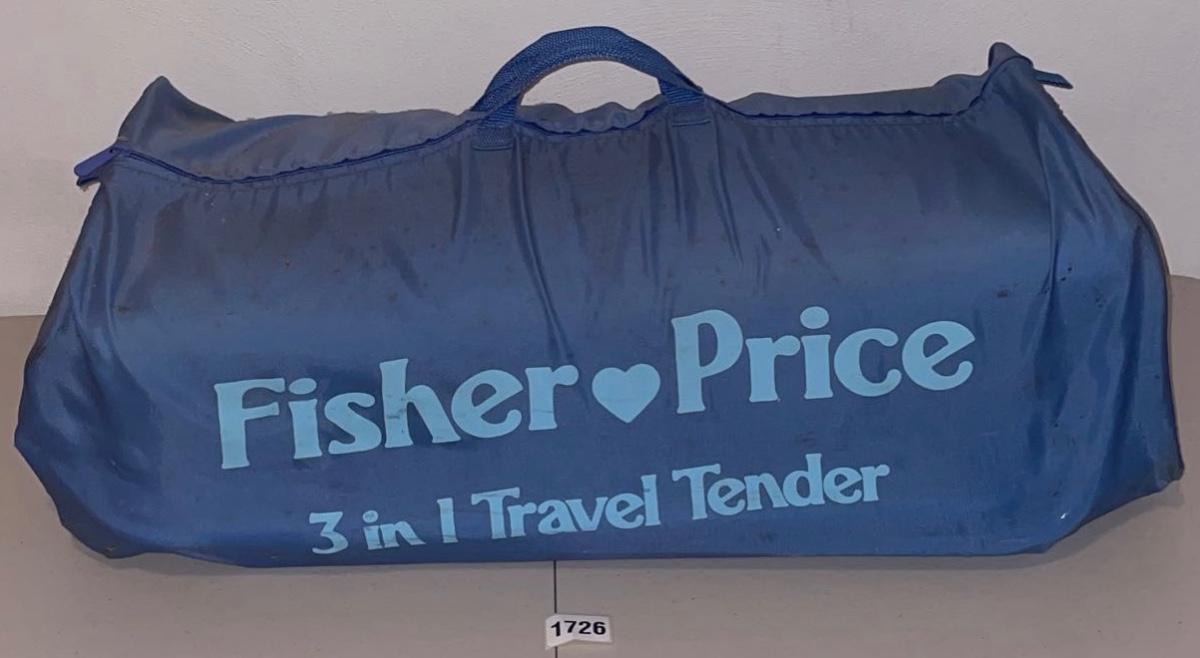 Fisher♥Price
3 in 1 Travel Tender
1726